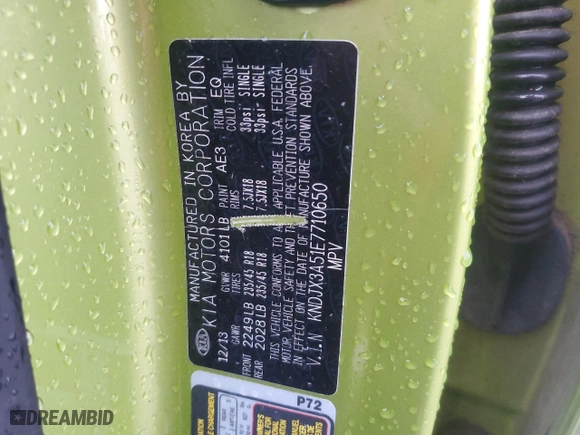 MANUFACTURED IN KOREA BY
KIA MOTORS CORPORATION
KIA
12/13 GVWR 4101LB PAINT AE3 TRIM EQ
GAWR TIRES RIMS COLD TIRE INFL
FRONT 2249LB 235/45 R18 7.5JX18 33psi SINGLE
REAR 2028LB 235/45 R18 7.5JX18 33psi SINGLE
THIS VEHICLE CONFORMS TO APPLICABLE U.S.A. FEDERAL
MOTOR VEHICLE SAFETY PREVENTION STANDARDS
IN EFFECT ON THE DATE OF MANUFACTURE SHOWN ABOVE.
V.I.N : KNDJX3A51E7710650
MPV
P72
DREAMBID